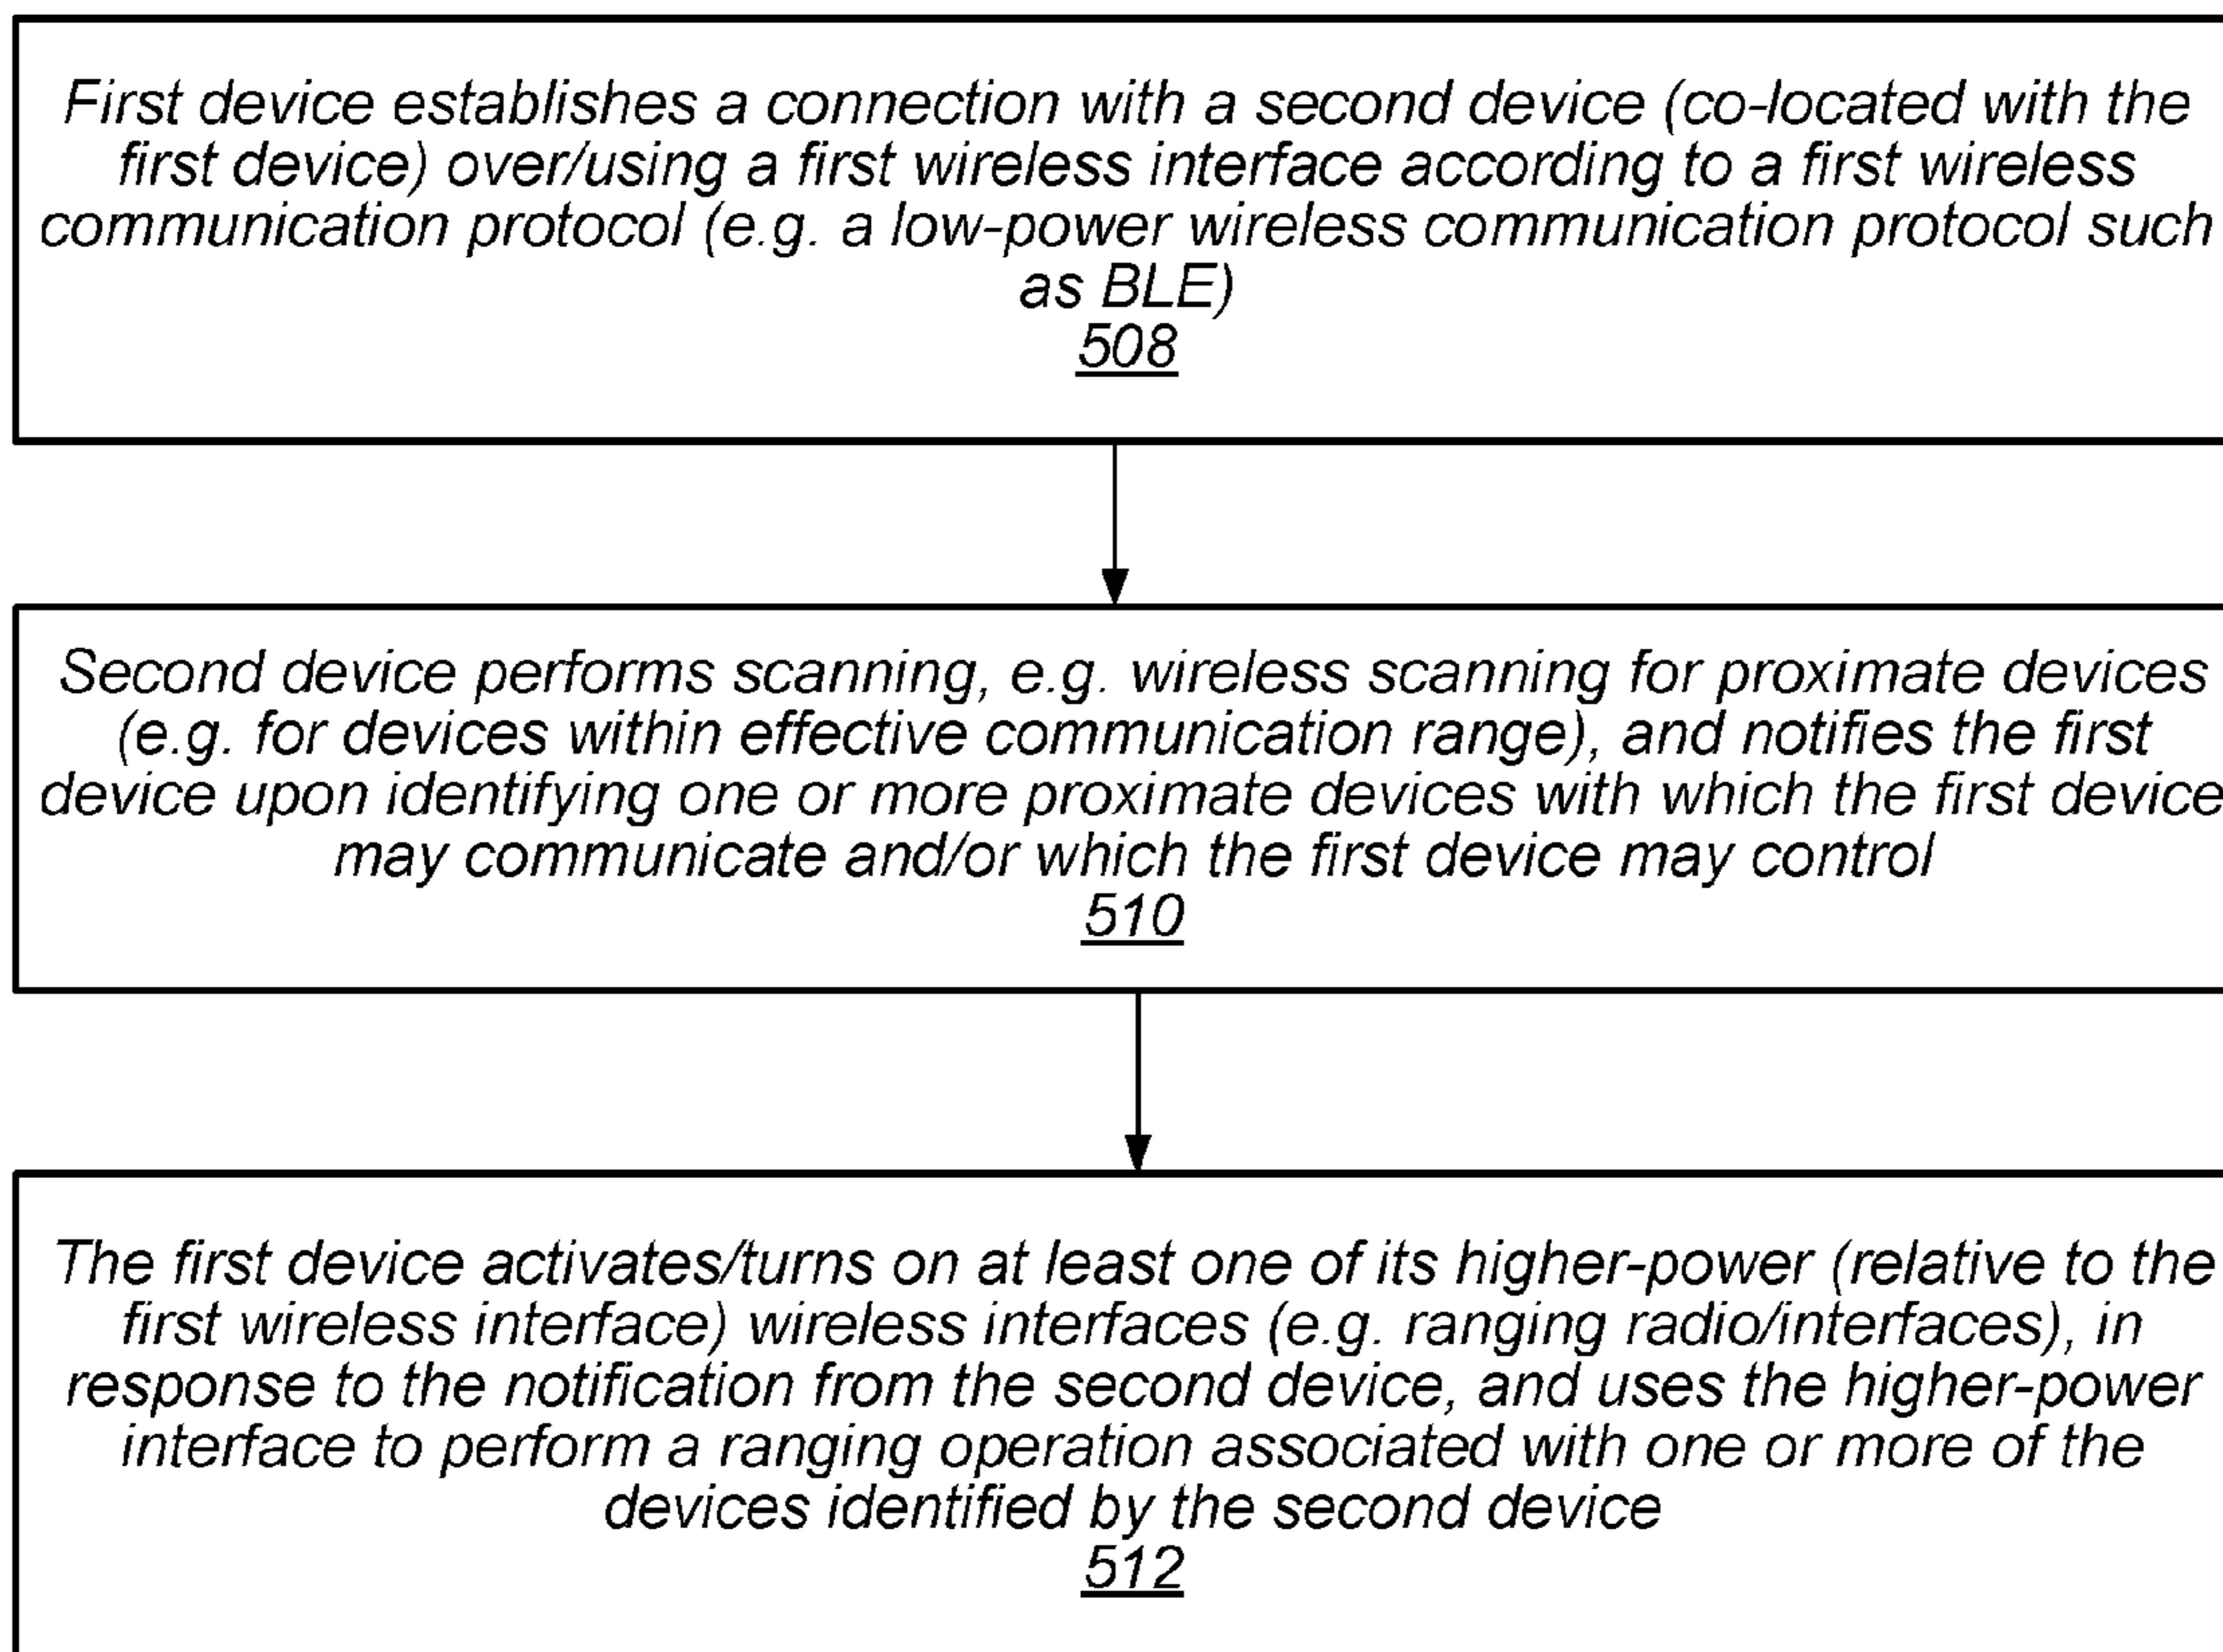 First device establishes a connection with a second device (co-located with the
first device) over/using a first wireless interface according to a first wireless
communication protocol (e.g. a low-power wireless communication protocol such
as BLE)
508
Second device performs scanning, e.g. wireless scanning for proximate devices
(e.g. for devices within effective communication range), and notifies the first
device upon identifying one or more proximate devices with which the first device
may communicate and/or which the first device may control
510
The first device activates/turns on at least one of its higher-power (relative to the
first wireless interface) wireless interfaces (e.g. ranging radio/interfaces), in
response to the notification from the second device, and uses the higher-power
interface to perform a ranging operation associated with one or more of the
devices identified by the second device
512